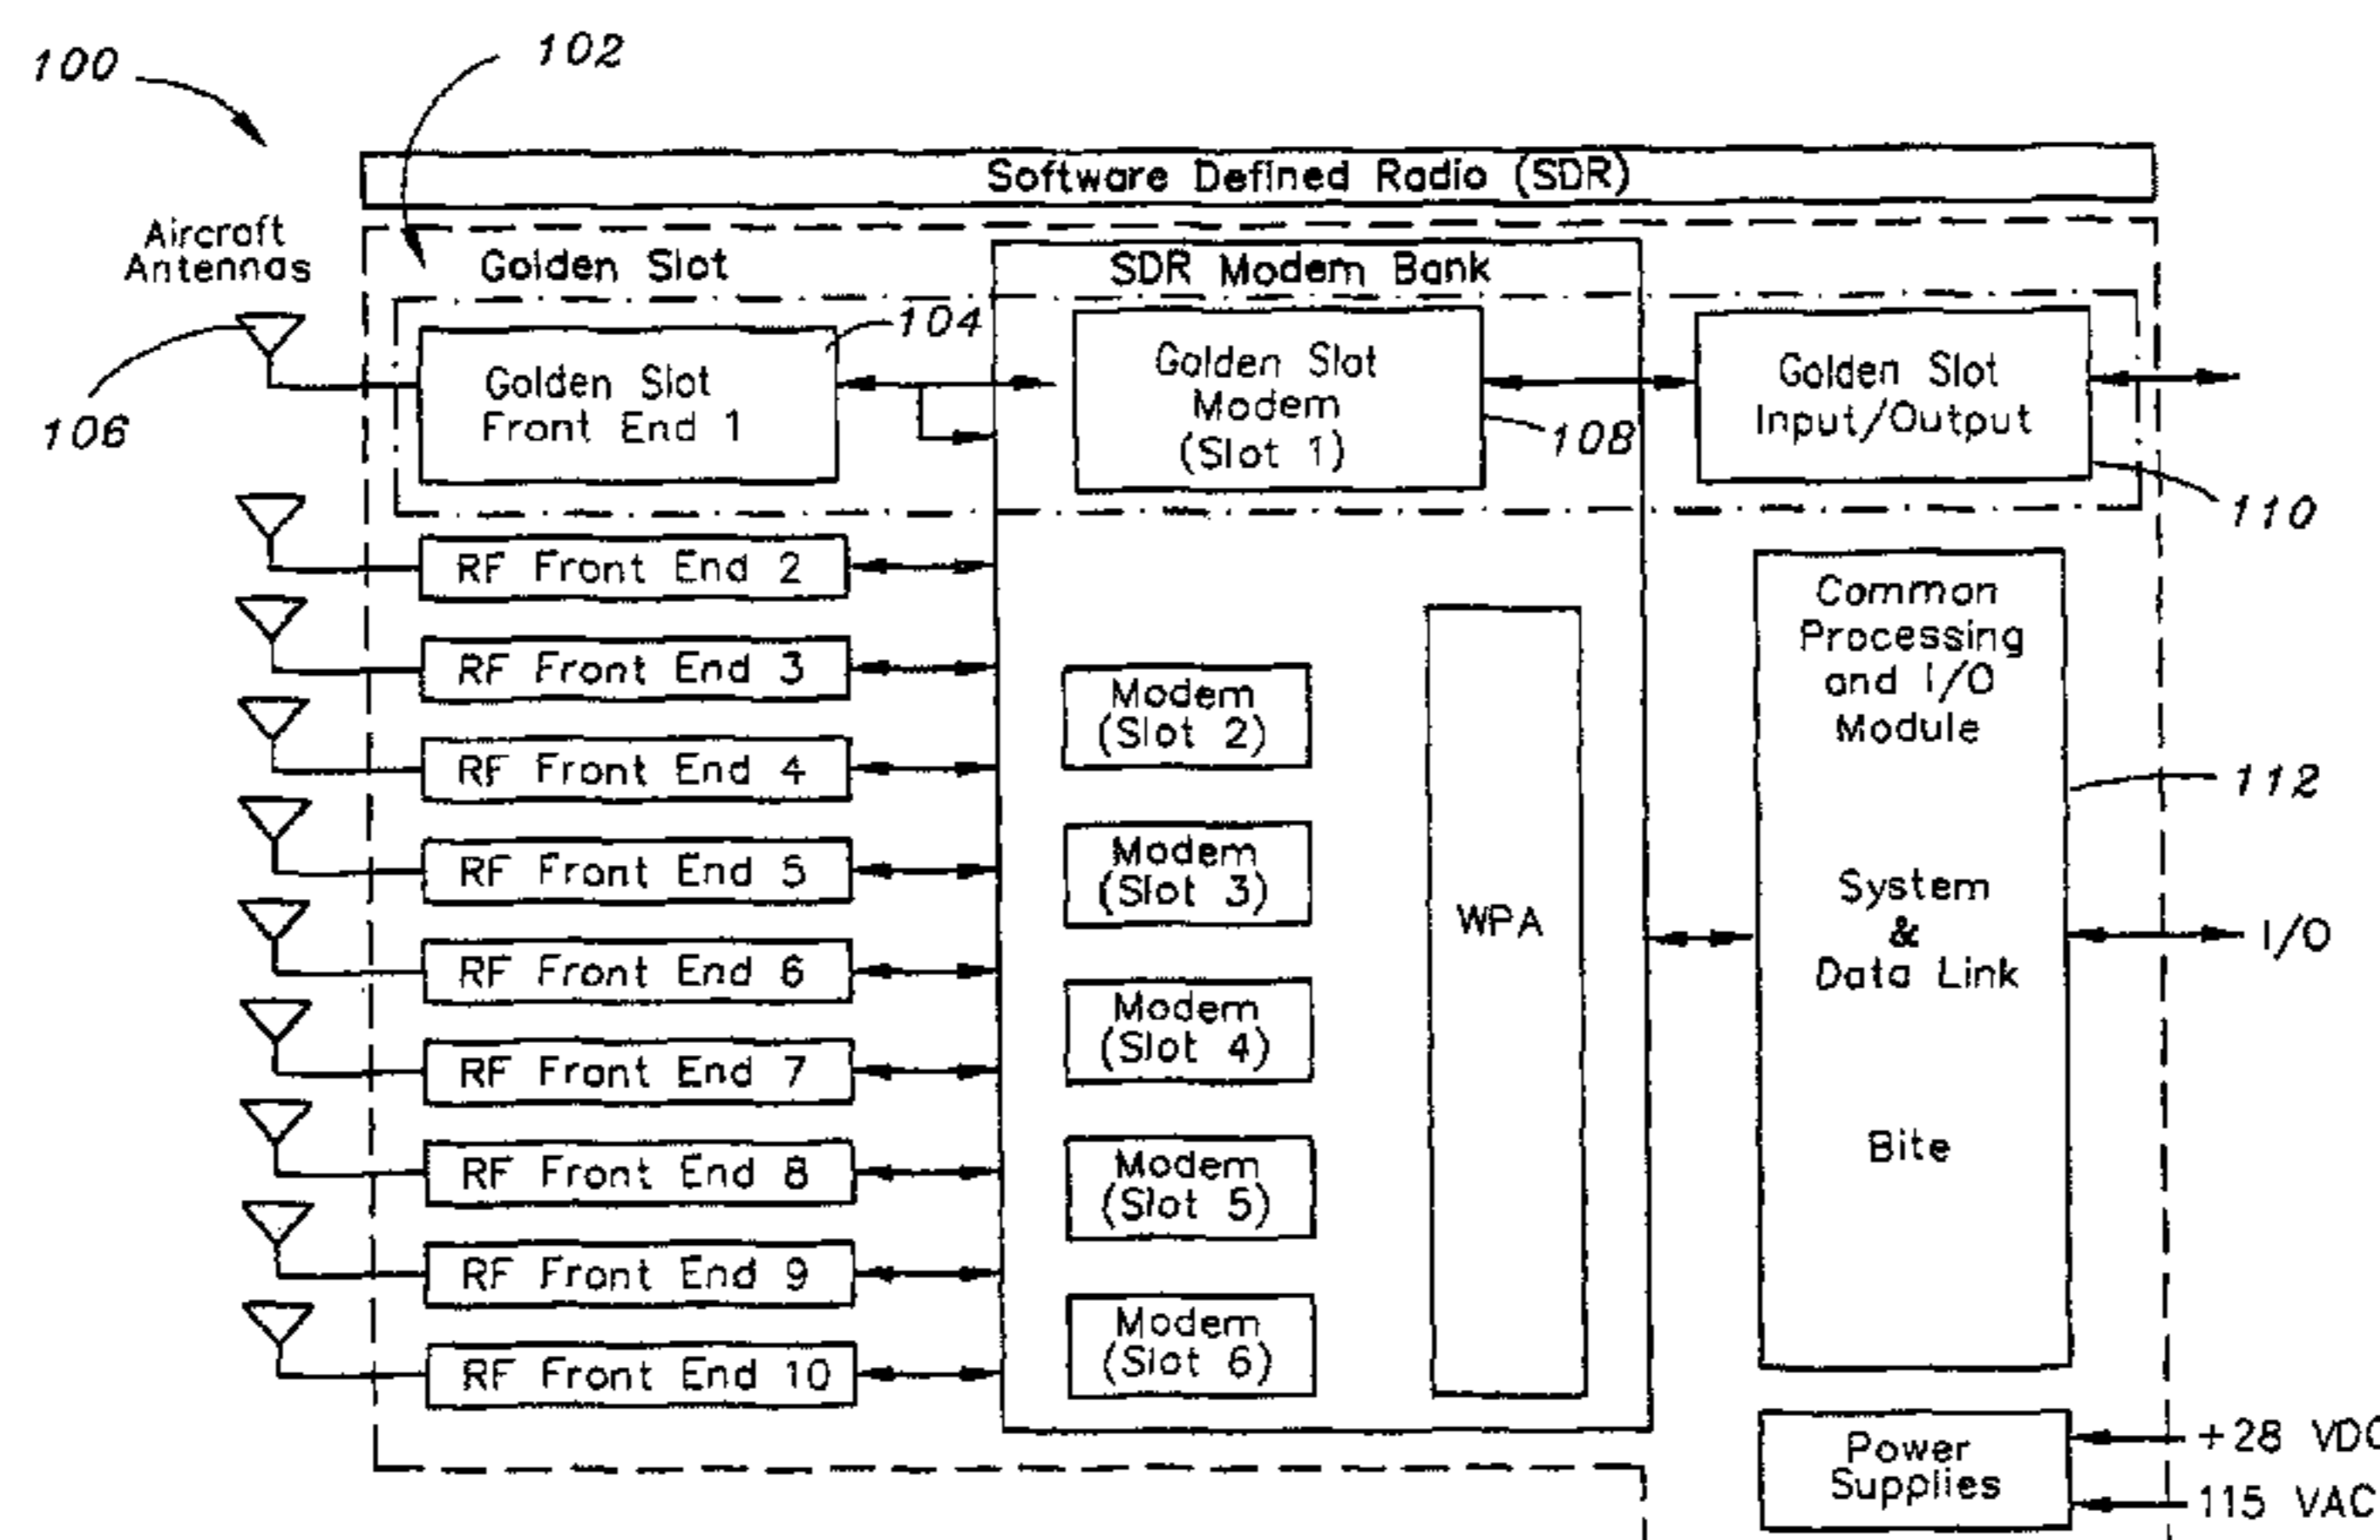 100
102
Software Defined Radio (SDR)
Aircraft
Antennas
Golden Slot
SDR Modem Bank
104
106
Golden Slot
Front End 1
Golden Slot
Modem
(Slot 1)
108
Golden Slot
Input/Output
110
RF Front End 2
RF Front End 3
RF Front End 4
RF Front End 5
RF Front End 6
RF Front End 7
RF Front End 8
RF Front End 9
RF Front End 10
Modem
(Slot 2)
Modem
(Slot 3)
Modem
(Slot 4)
Modem
(Slot 5)
Modem
(Slot 6)
WPA
Common
Processing
and I/O
Module
System
&
Data Link
Bite
112
I/O
Power
Supplies
+28 VDC
115 VAC